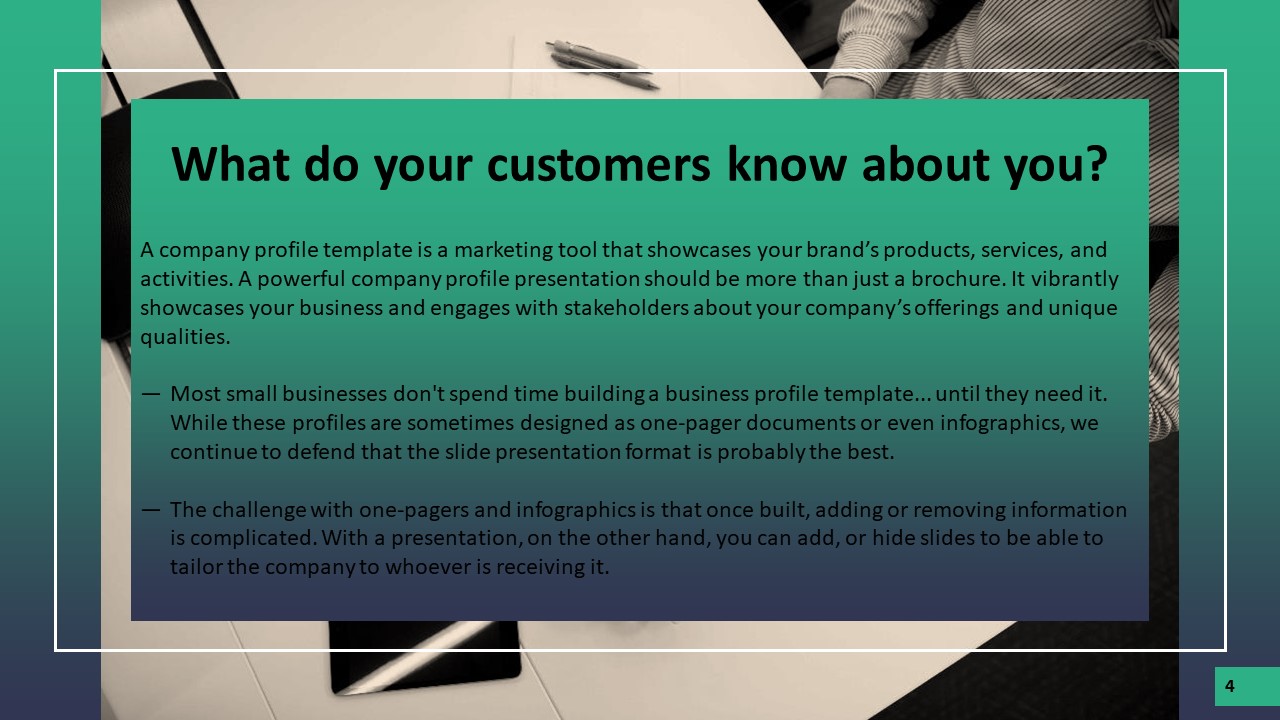 What do your customers know about you?
A company profile template is a marketing tool that showcases your brand’s products, services, and
activities. A powerful company profile presentation should be more than just a brochure. It vibrantly
showcases your business and engages with stakeholders about your company’s offerings and unique
qualities.
— Most small businesses don't spend time building a business profile template... until they need it.
While these profiles are sometimes designed as one-pager documents or even infographics, we
continue to defend that the slide presentation format is probably the best.
— The challenge with one-pagers and infographics is that once built, adding or removing information
is complicated. With a presentation, on the other hand, you can add, or hide slides to be able to
tailor the company to whoever is receiving it.
4